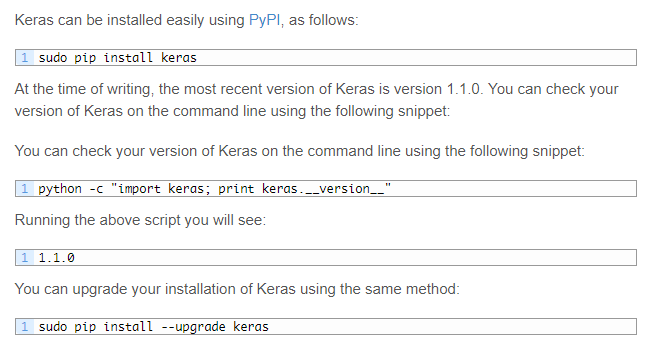 Keras can be installed easily using PyPI, as follows:
1 sudo pip install keras
At the time of writing, the most recent version of Keras is version 1.1.0. You can check your
version of Keras on the command line using the following snippet:
You can check your version of Keras on the command line using the following snippet:
1 python -c "import keras; print keras.__version__"
Running the above script you will see:
1 1.1.0
You can upgrade your installation of Keras using the same method:
1 sudo pip install --upgrade keras